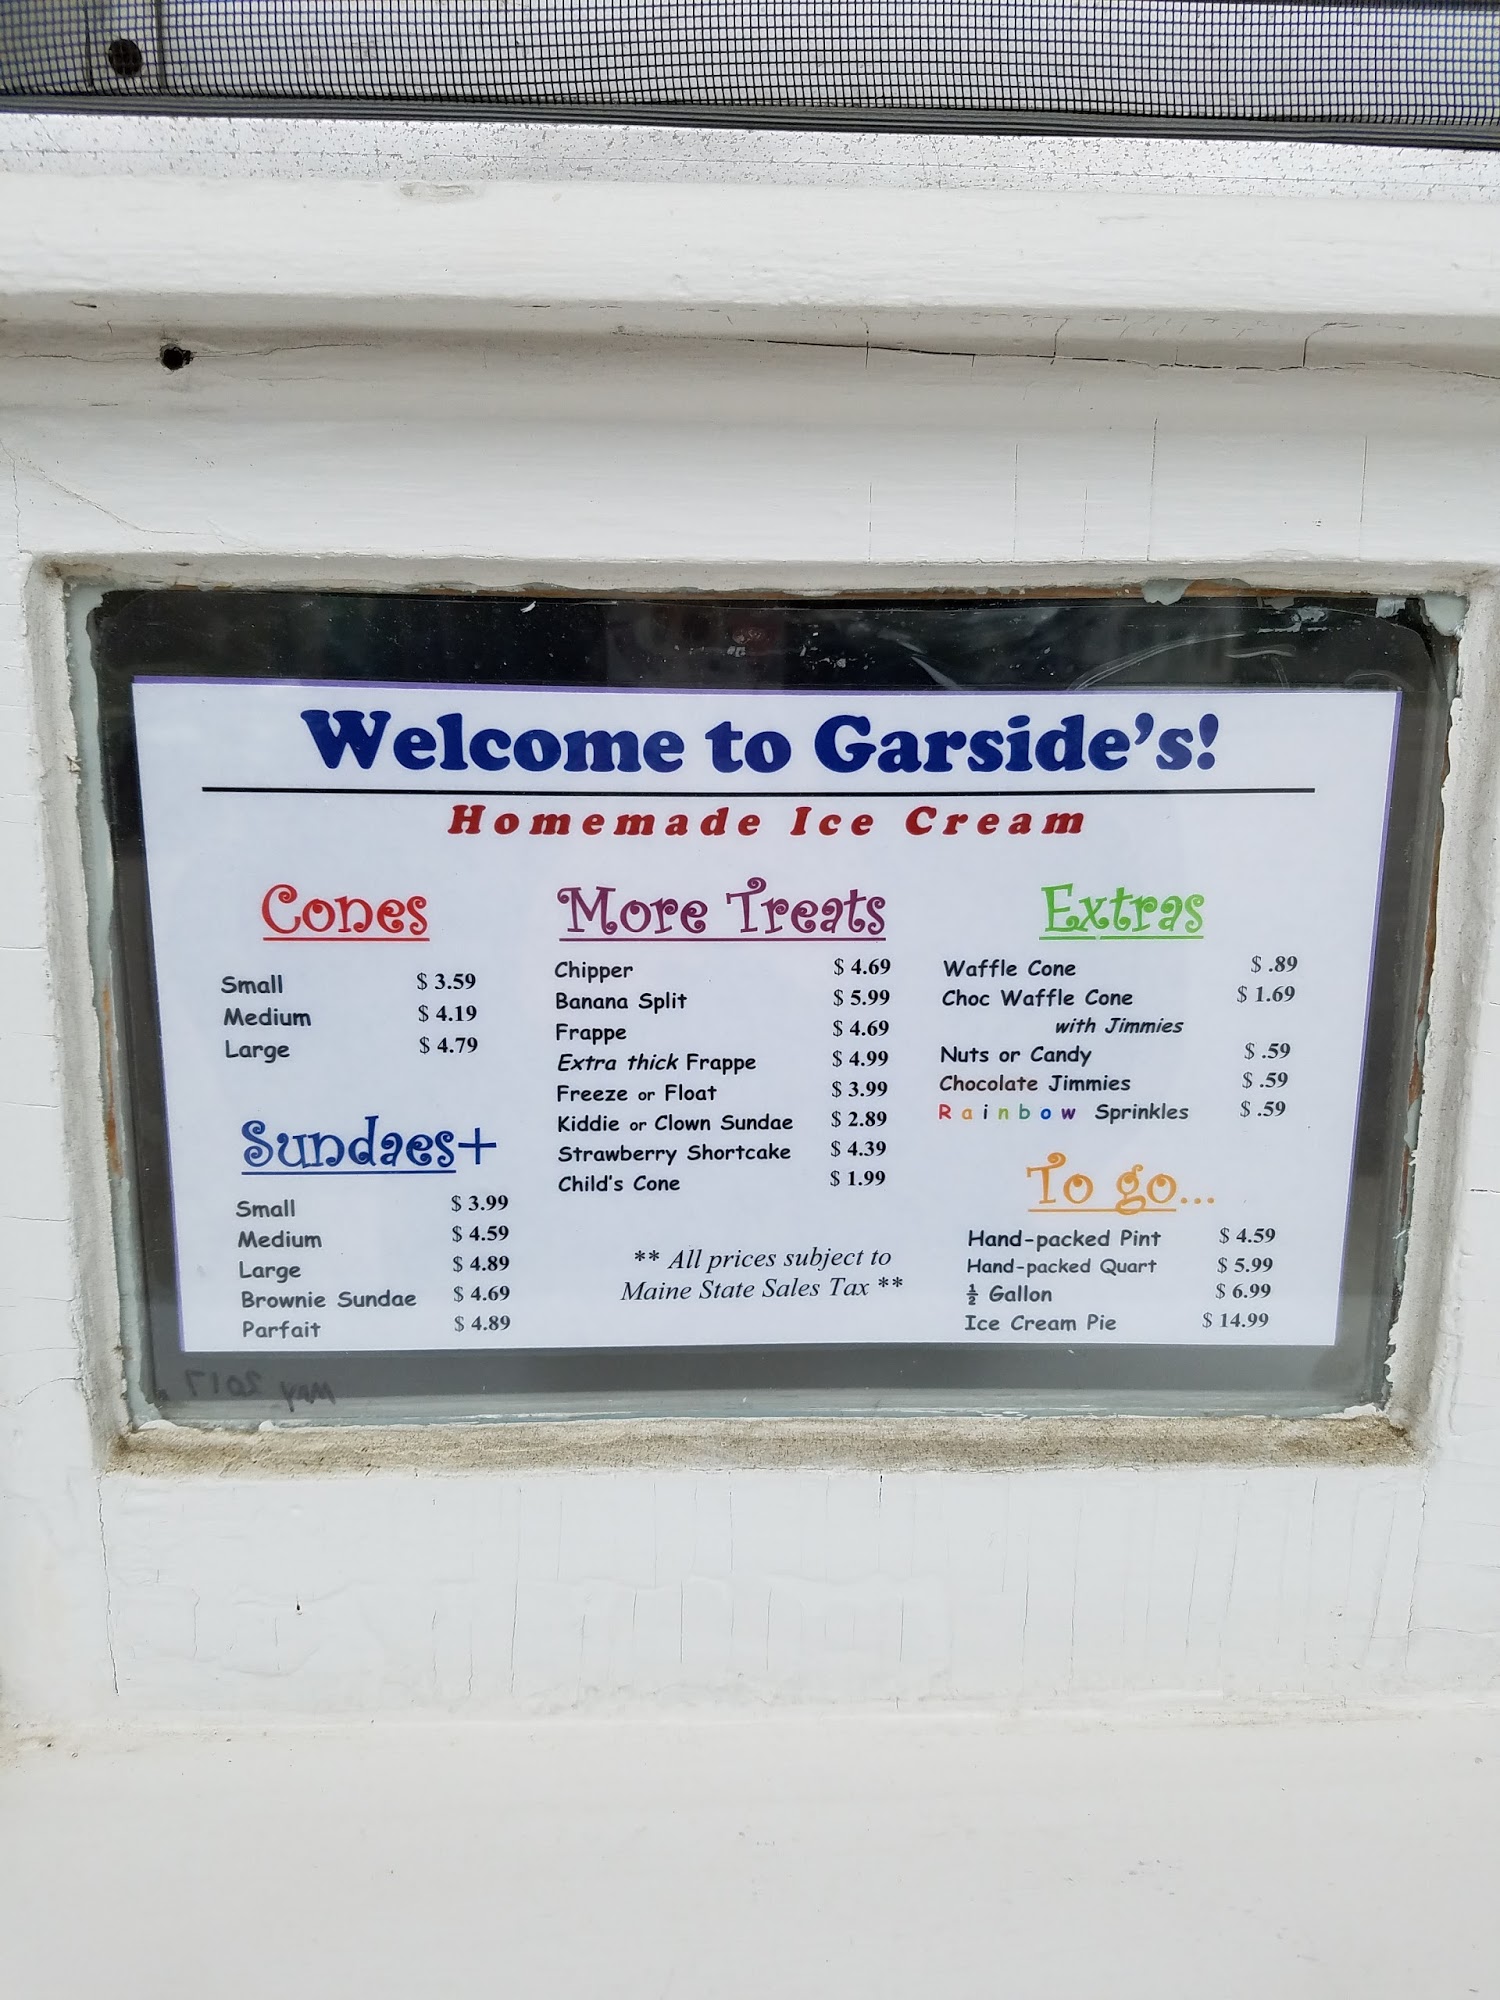 Welcome to Garside's!
Homemade Ice Cream
Cones
Small $ 3.59
Medium $ 4.19
Large $ 4.79
Sundaes+
Small $ 3.99
Medium $ 4.59
Large $ 4.89
Brownie Sundae $ 4.69
Parfait $ 4.89
More Treats
Chipper $ 4.69
Banana Split $ 5.99
Frappe $ 4.69
Extra thick Frappe $ 4.99
Freeze or Float $ 3.99
Kiddie or Clown Sundae $ 2.89
Strawberry Shortcake $ 4.39
Child's Cone $ 1.99
** All prices subject to
Maine State Sales Tax **
Extras
Waffle Cone $ .89
Choc Waffle Cone $ 1.69
with Jimmies
Nuts or Candy $ .59
Chocolate Jimmies $ .59
Rainbow Sprinkles $ .59
To go...
Hand-packed Pint $ 4.59
Hand-packed Quart $ 5.99
½ Gallon $ 6.99
Ice Cream Pie $ 14.99
May 2017